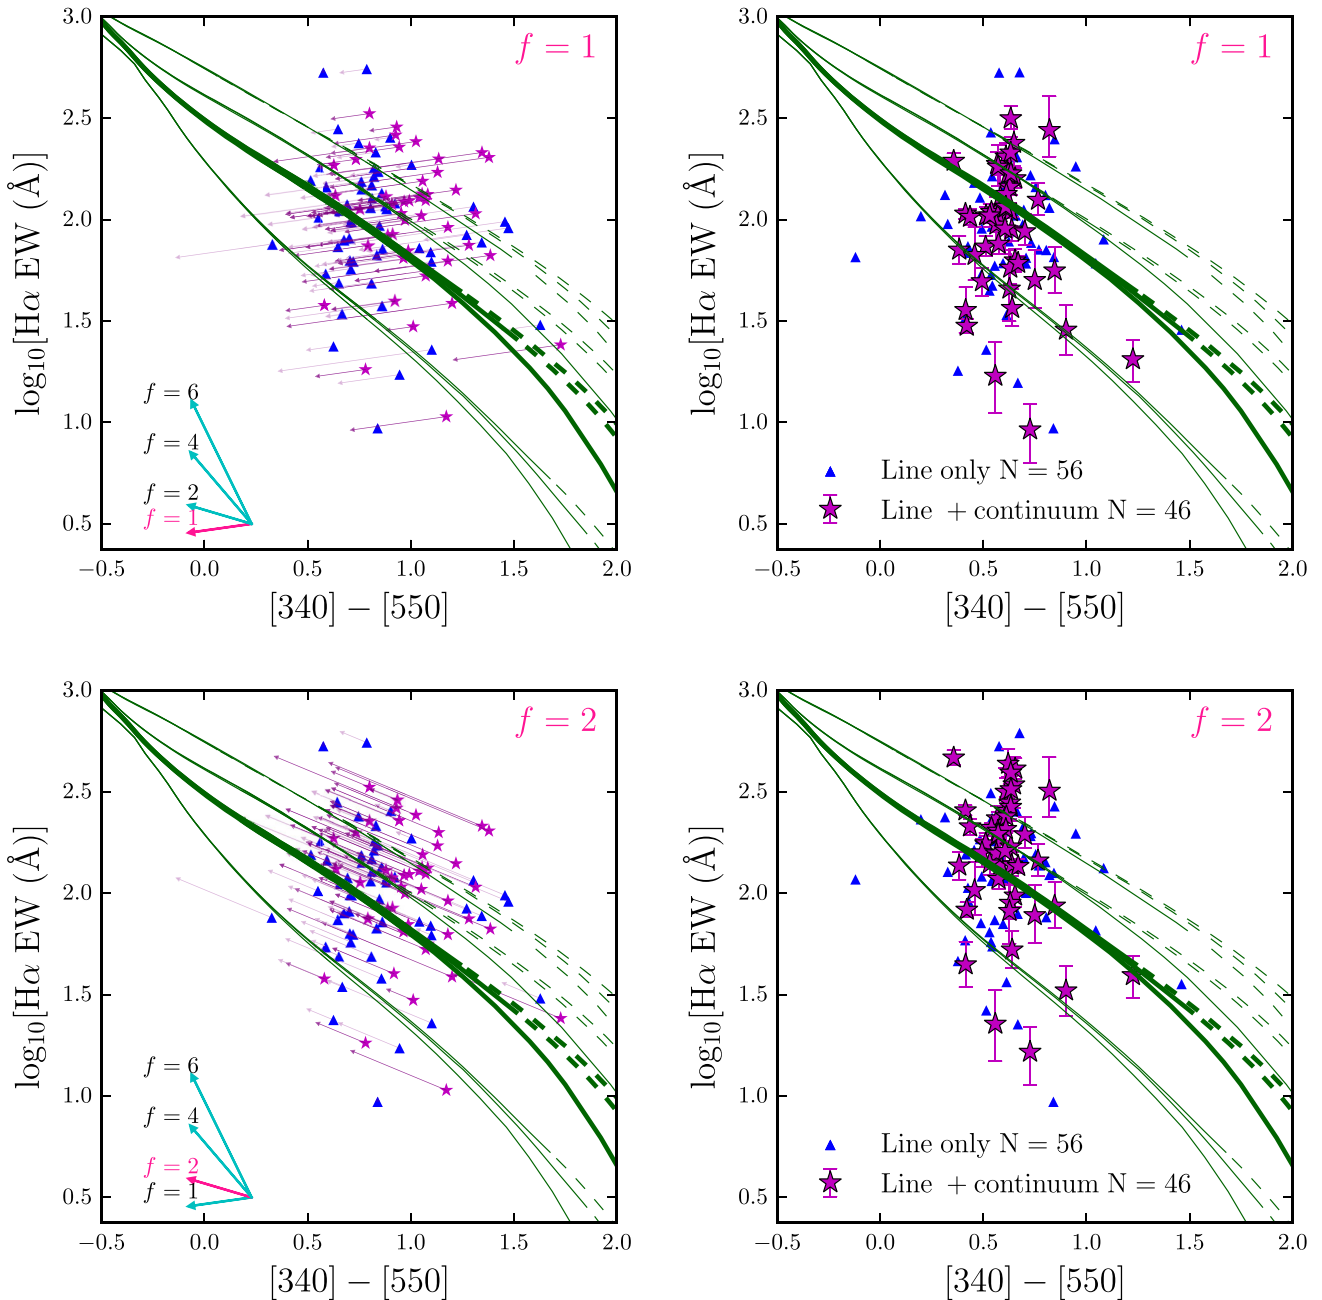 f = 1
3.0
2.5
2.0
1.5
1.0
0.5
log₁₀[Hα EW (Å)]
f = 6
f = 4
f = 2
f = 1
−0.5 0.0 0.5 1.0 1.5 2.0
[340] − [550]
f = 1
3.0
2.5
2.0
1.5
1.0
0.5
log₁₀[Hα EW (Å)]
Line only N = 56
Line + continuum N = 46
−0.5 0.0 0.5 1.0 1.5 2.0
[340] − [550]
f = 2
3.0
2.5
2.0
1.5
1.0
0.5
log₁₀[Hα EW (Å)]
f = 6
f = 4
f = 2
f = 1
−0.5 0.0 0.5 1.0 1.5 2.0
[340] − [550]
f = 2
3.0
2.5
2.0
1.5
1.0
0.5
log₁₀[Hα EW (Å)]
Line only N = 56
Line + continuum N = 46
−0.5 0.0 0.5 1.0 1.5 2.0
[340] − [550]